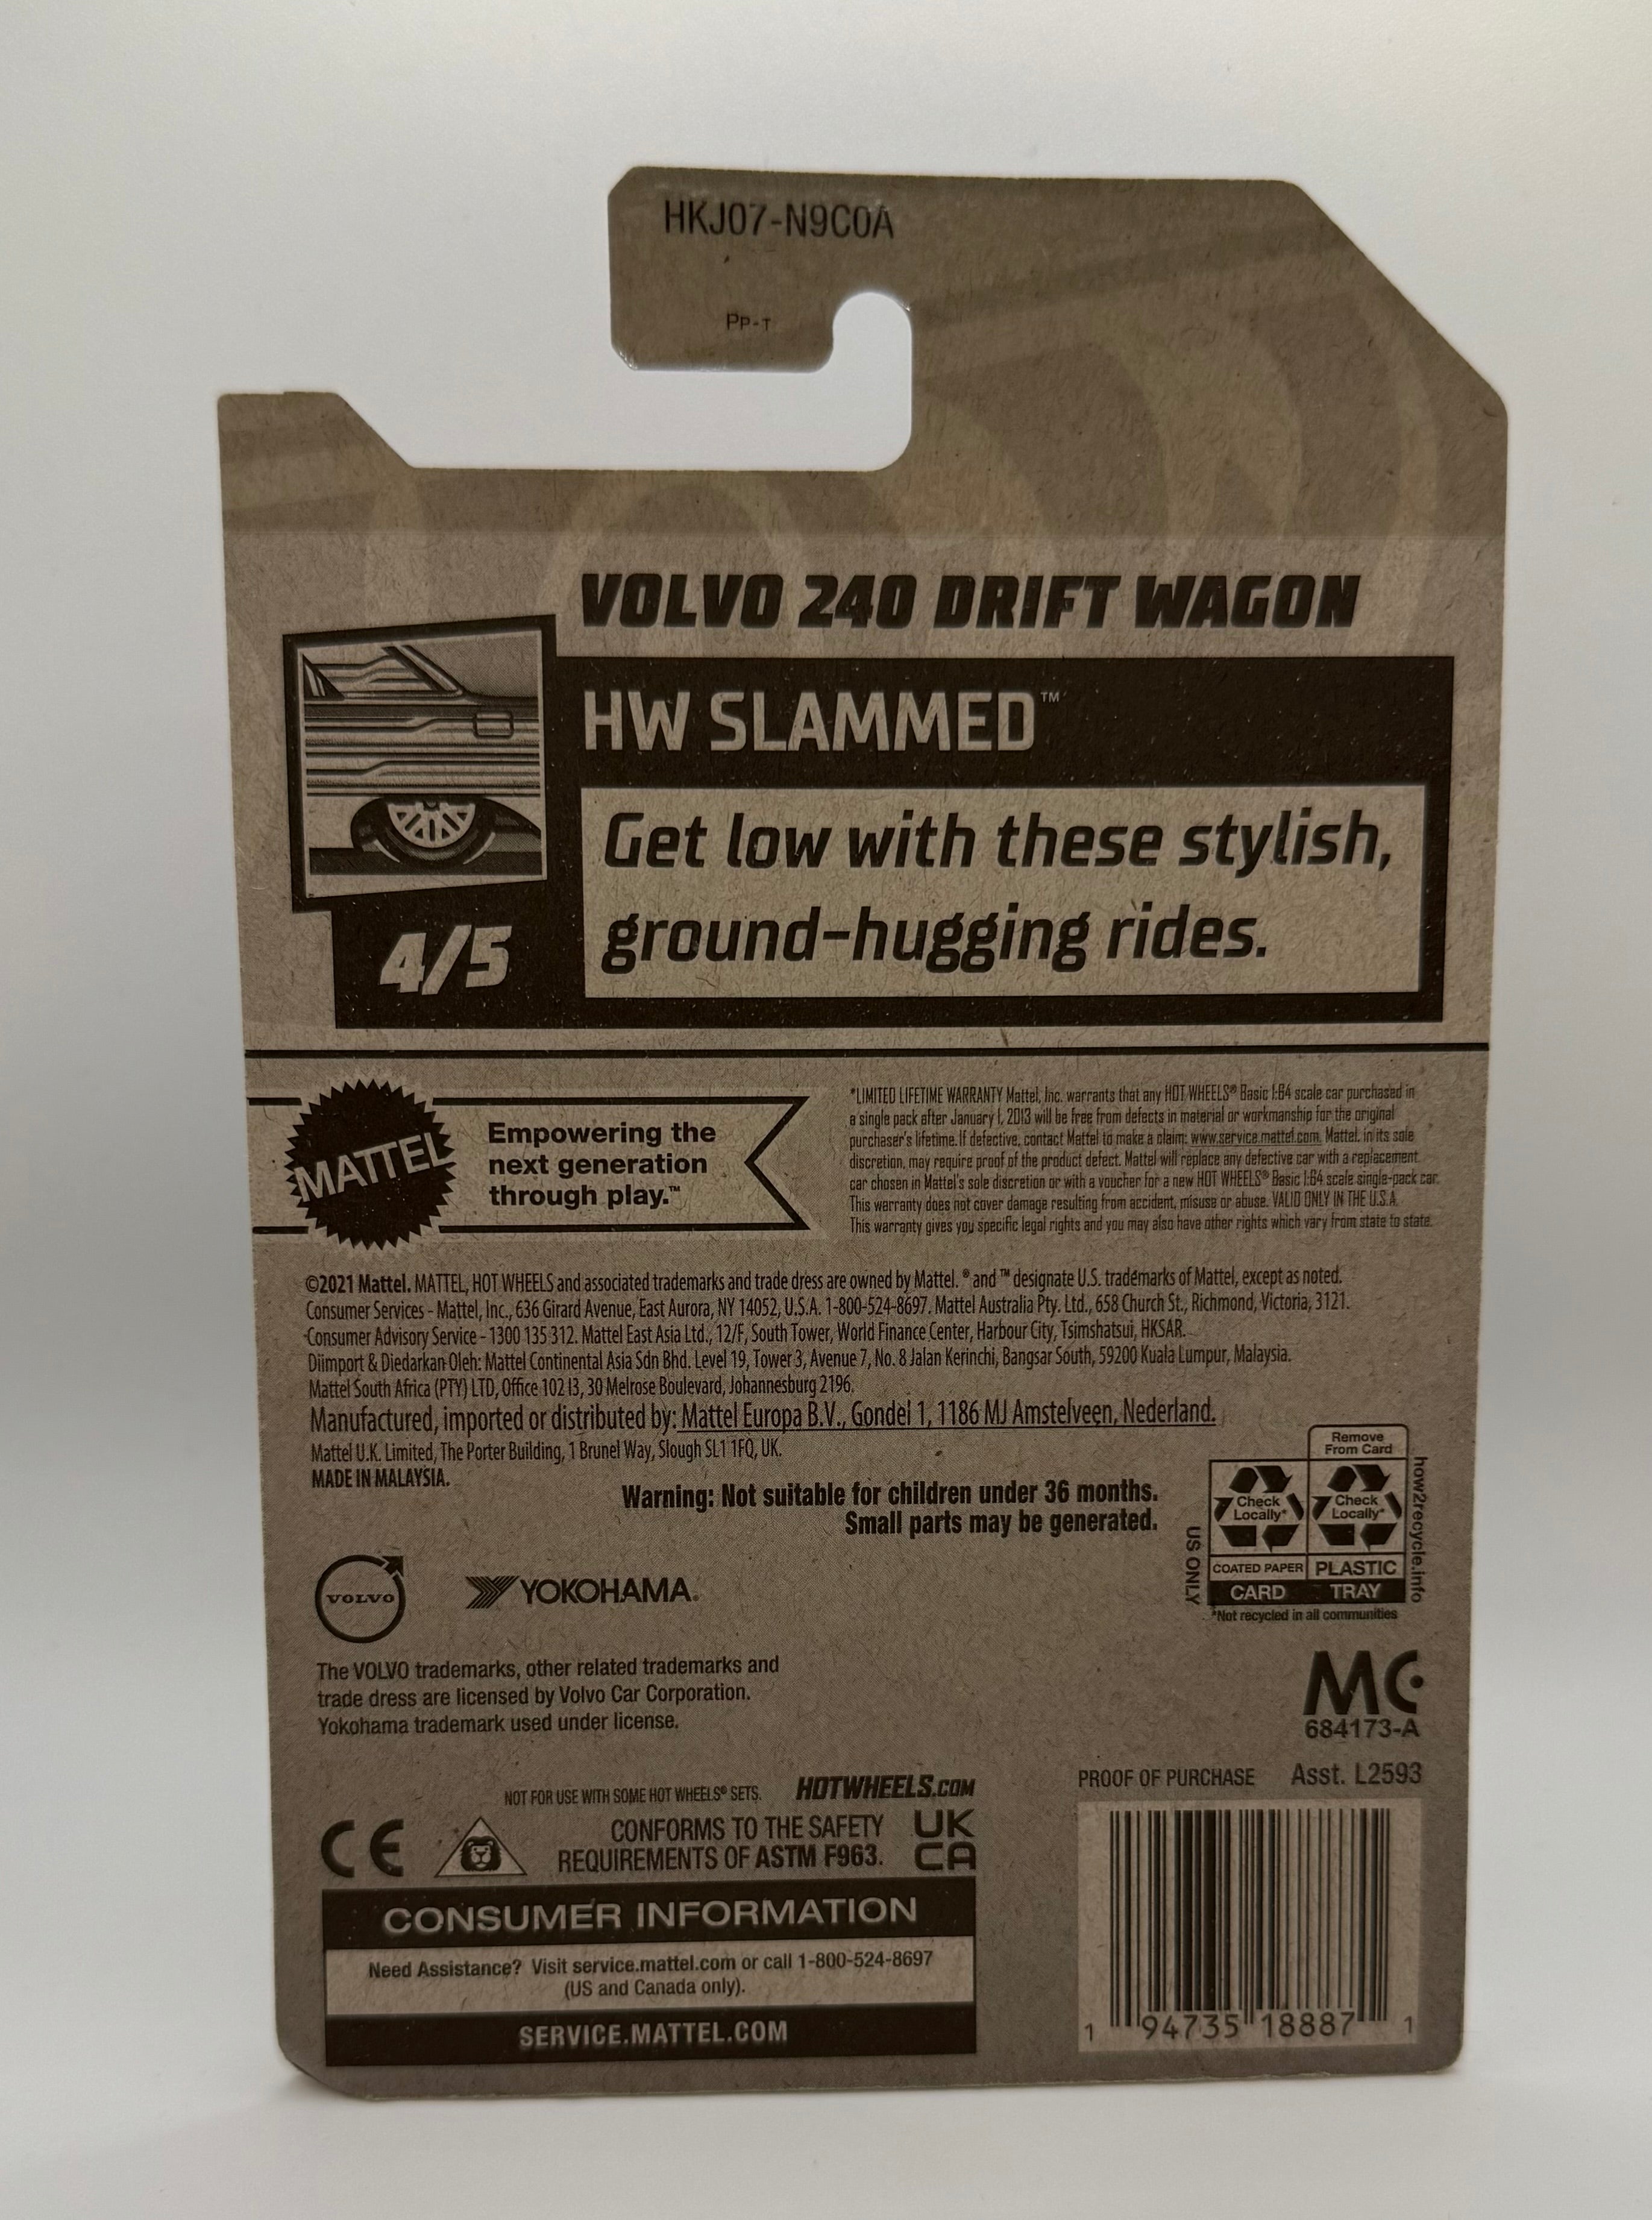 HKJ07-N9C0A
PP-T
VOLVO 240 DRIFT WAGON
HW SLAMMED™
Get low with these stylish,
ground-hugging rides.
4/5
MATTEL
Empowering the
next generation
through play.™
*LIMITED LIFETIME WARRANTY Mattel, Inc. warrants that any HOT WHEELS® Basic 1:64 scale car purchased in
a single pack after January 1, 2013 will be free from defects in material or workmanship for the original
purchaser's lifetime. If defective, contact Mattel to make a claim: www.service.mattel.com. Mattel, in its sole
discretion, may require proof of the product defect. Mattel will replace any defective car with a replacement
car chosen in Mattel's sole discretion or with a voucher for a new HOT WHEELS® Basic 1:64 scale single-pack car.
This warranty does not cover damage resulting from accident, misuse or abuse. VALID ONLY IN THE U.S.A.
This warranty gives you specific legal rights and you may also have other rights which vary from state to state.
©2021 Mattel. MATTEL, HOT WHEELS and associated trademarks and trade dress are owned by Mattel. ® and ™ designate U.S. trademarks of Mattel, except as noted.
Consumer Services - Mattel, Inc., 636 Girard Avenue, East Aurora, NY 14052, U.S.A. 1-800-524-8697. Mattel Australia Pty. Ltd., 658 Church St., Richmond, Victoria, 3121.
Consumer Advisory Service - 1300 135 312. Mattel East Asia Ltd., 12/F, South Tower, World Finance Center, Harbour City, Tsimshatsui, HKSAR.
Diimport & Diedarkan Oleh: Mattel Continental Asia Sdn Bhd. Level 19, Tower 3, Avenue 7, No. 8 Jalan Kerinchi, Bangsar South, 59200 Kuala Lumpur, Malaysia.
Mattel South Africa (PTY) LTD, Office 102 I3, 30 Melrose Boulevard, Johannesburg 2196.
Manufactured, imported or distributed by: Mattel Europa B.V., Gondel 1, 1186 MJ Amstelveen, Nederland.
Mattel U.K. Limited, The Porter Building, 1 Brunel Way, Slough SL1 1FQ, UK.
MADE IN MALAYSIA.
Warning: Not suitable for children under 36 months.
Small parts may be generated.
Remove
From Card
Check
Locally*
Check
Locally*
COATED PAPER
PLASTIC
CARD
TRAY
US ONLY
how2recycle.info
*Not recycled in all communities
VOLVO
YOKOHAMA®
The VOLVO trademarks, other related trademarks and
trade dress are licensed by Volvo Car Corporation.
Yokohama trademark used under license.
MC
684173-A
PROOF OF PURCHASE Asst. L2593
NOT FOR USE WITH SOME HOT WHEELS® SETS. HOTWHEELS.COM
CE
CONFORMS TO THE SAFETY
REQUIREMENTS OF ASTM F963.
UK
CA
CONSUMER INFORMATION
Need Assistance? Visit service.mattel.com or call 1-800-524-8697
(US and Canada only).
SERVICE.MATTEL.COM
1 94735 18887 1